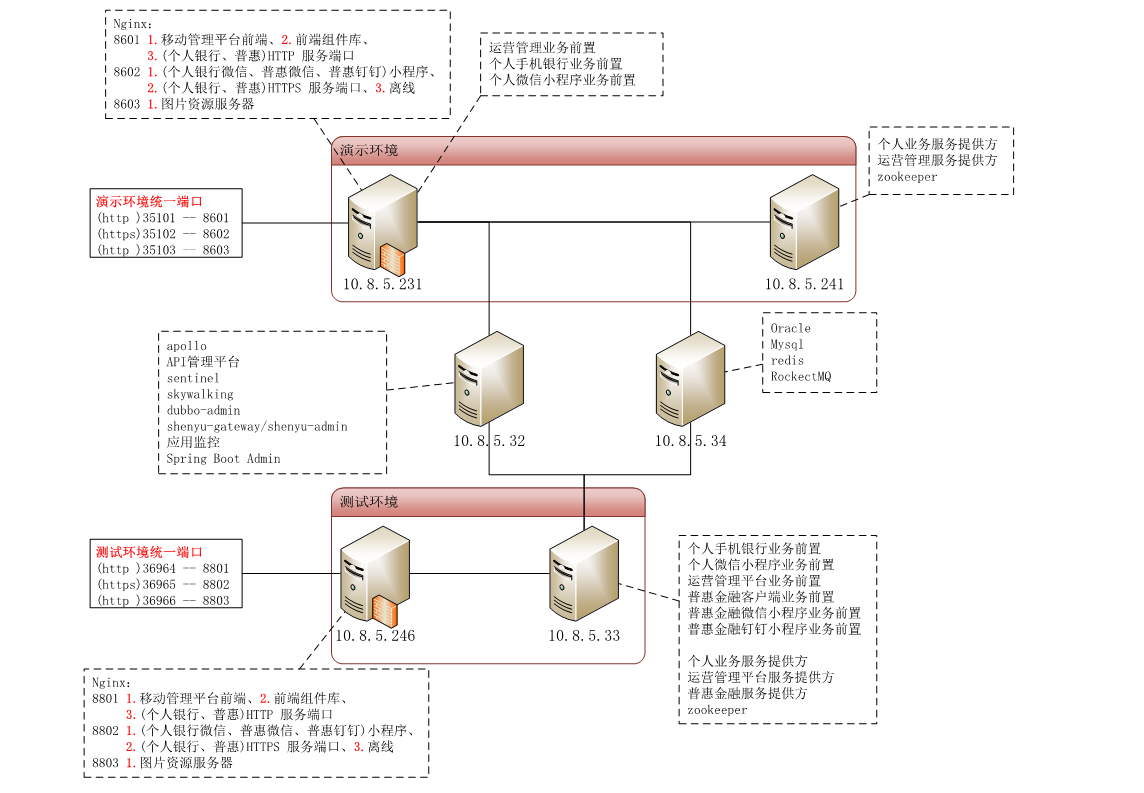 Nginx:
8601 1.移动管理平台前端、2.前端组件库、
3.(个人银行、普惠)HTTP 服务端口
8602 1.(个人银行微信、普惠微信、普惠钉钉)小程序、
2.(个人银行、普惠)HTTPS 服务端口、3.离线
8603 1.图片资源服务器
运营管理业务前置
个人手机银行业务前置
个人微信小程序业务前置
演示环境
个人业务服务提供方
运营管理服务提供方
zookeeper
演示环境统一端口
(http )35101 -- 8601
(https)35102 -- 8602
(http )35103 -- 8603
10.8.5.231
10.8.5.241
apollo
API管理平台
sentinel
skywalking
dubbo-admin
shenyu-gateway/shenyu-admin
应用监控
Spring Boot Admin
10.8.5.32
10.8.5.34
Oracle
Mysql
redis
RockectMQ
测试环境
测试环境统一端口
(http )36964 -- 8801
(https)36965 -- 8802
(http )36966 -- 8803
10.8.5.246
10.8.5.33
个人手机银行业务前置
个人微信小程序业务前置
运营管理平台业务前置
普惠金融客户端业务前置
普惠金融微信小程序业务前置
普惠金融钉钉小程序业务前置
个人业务服务提供方
运营管理平台服务提供方
普惠金融服务提供方
zookeeper
Nginx:
8801 1.移动管理平台前端、2.前端组件库、
3.(个人银行、普惠)HTTP 服务端口
8802 1.(个人银行微信、普惠微信、普惠钉钉)小程序、
2.(个人银行、普惠)HTTPS 服务端口、3.离线
8803 1.图片资源服务器